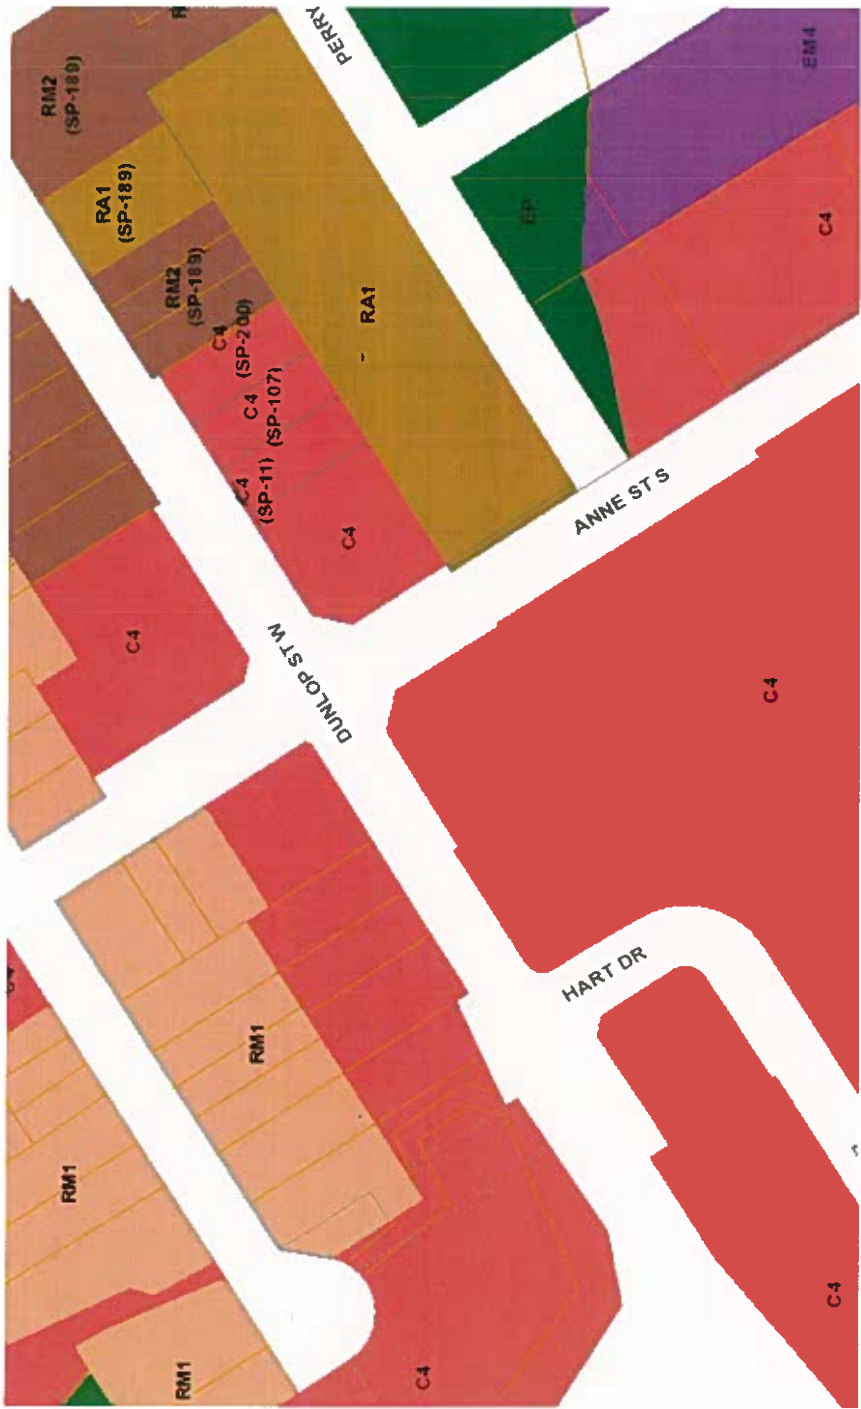 PERRY
RM2
(SP-189)
EM4
RA1
(SP-189)
EP
C4
RM2
(SP-189)
C4
(SP-200)
RA1
C4
(SP-107)
C4
(SP-11)
C4
ANNE ST S
C4
DUNLOP ST W
C4
HART DR
RM1
RM1
C4
RM1
C4